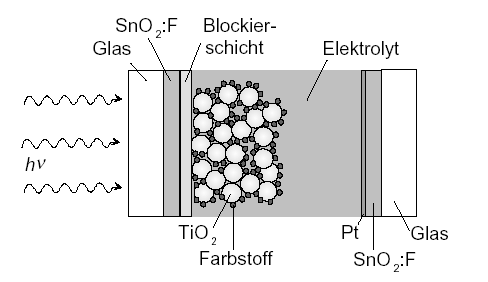 SnO2:F
Glas
Blockier-
schicht
Elektrolyt
hν
TiO2
Farbstoff
Pt
Glas
SnO2:F